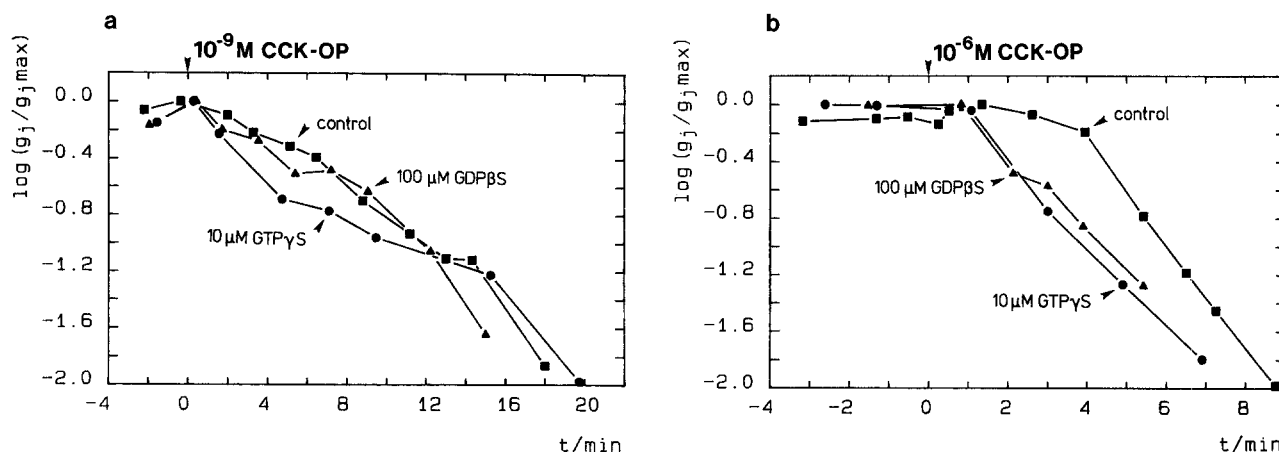 a
10⁻⁹M CCK-OP
log (gj/gjmax)
0.0
-0.4
-0.8
-1.2
-1.6
-2.0
control
100 µM GDPβS
10 µM GTPγS
-4 0 4 8 12 16 20
t/min
b
10⁻⁶M CCK-OP
log (gj/gjmax)
0.0
-0.4
-0.8
-1.2
-1.6
-2.0
control
100 µM GDPβS
10 µM GTPγS
-4 -2 0 2 4 6 8
t/min